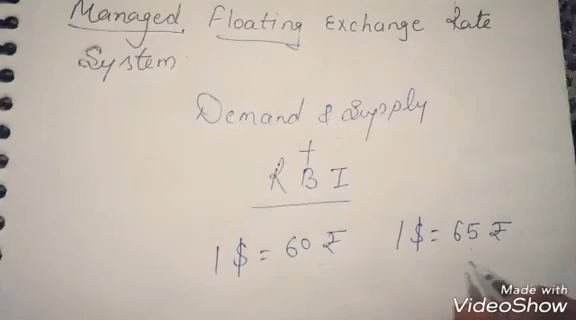 Managed Floating Exchange Rate
System
Demand & Supply
+
RBI
1 $ = 60 ₹ 1 $ = 65 ₹
Made with
VideoShow